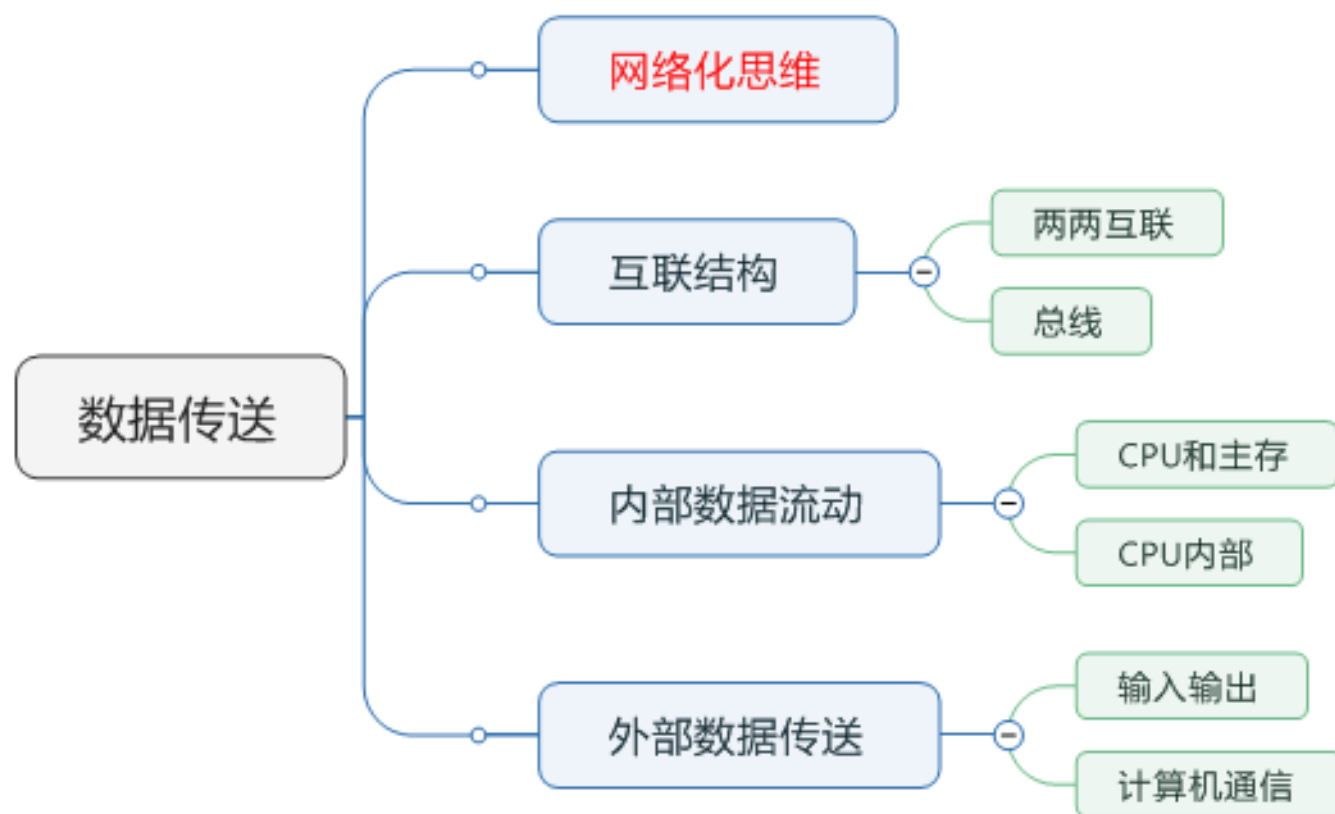 数据传送
网络化思维
互联结构
两两互联
总线
内部数据流动
CPU和主存
CPU内部
外部数据传送
输入输出
计算机通信